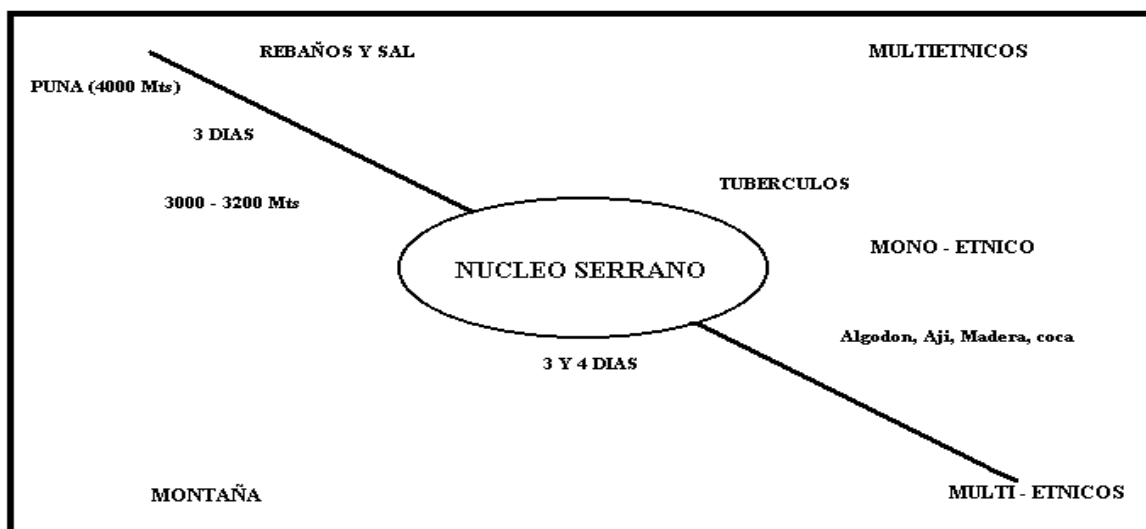 REBAÑOS Y SAL
MULTIETNICOS
PUNA (4000 Mts)
3 DIAS
TUBERCULOS
3000 - 3200 Mts
MONO - ETNICO
NUCLEO SERRANO
Algodon, Aji, Madera, coca
3 Y 4 DIAS
MONTAÑA
MULTI - ETNICOS